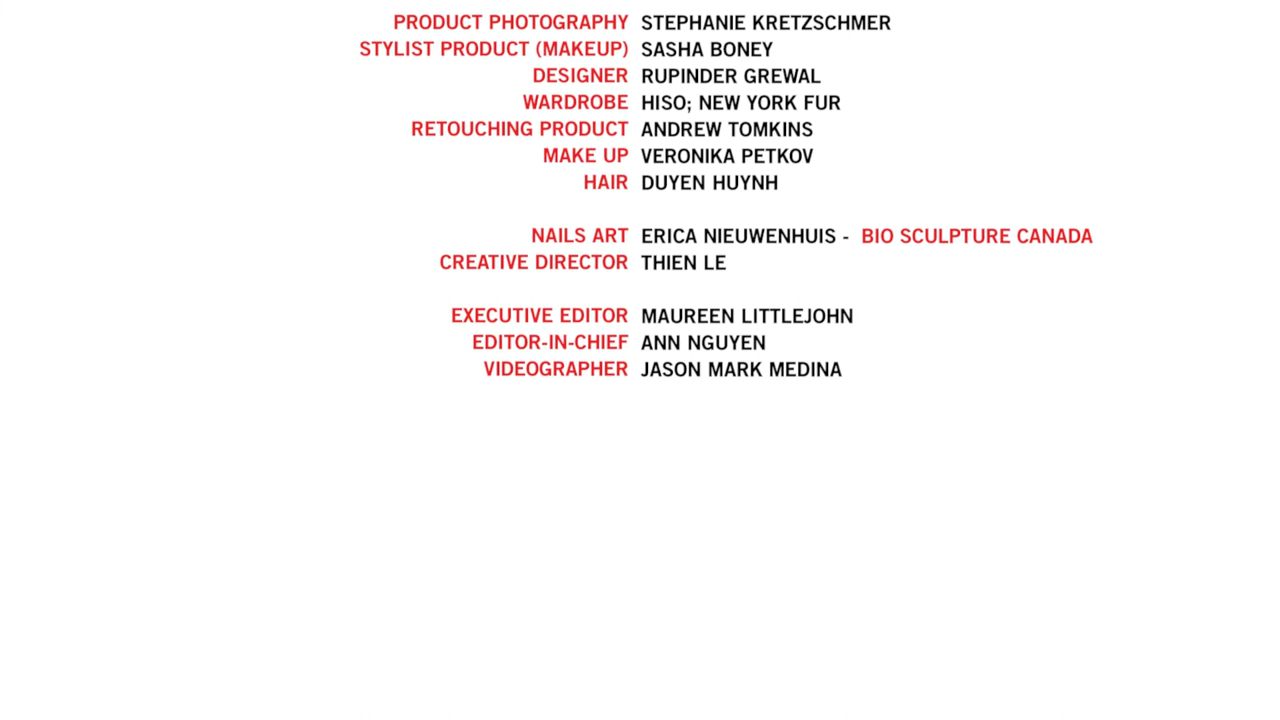 PRODUCT PHOTOGRAPHY STEPHANIE KRETZSCHMER
STYLIST PRODUCT (MAKEUP) SASHA BONEY
DESIGNER RUPINDER GREWAL
WARDROBE HISO; NEW YORK FUR
RETOUCHING PRODUCT ANDREW TOMKINS
MAKE UP VERONIKA PETKOV
HAIR DUYEN HUYNH
NAILS ART ERICA NIEUWENHUIS - BIO SCULPTURE CANADA
CREATIVE DIRECTOR THIEN LE
EXECUTIVE EDITOR MAUREEN LITTLEJOHN
EDITOR-IN-CHIEF ANN NGUYEN
VIDEOGRAPHER JASON MARK MEDINA